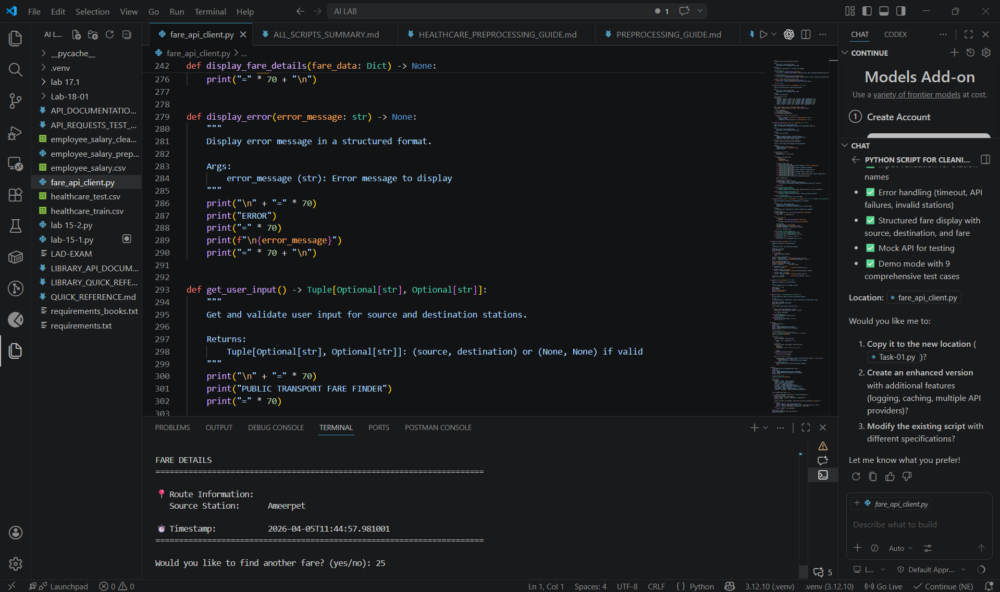 File Edit Selection View Go Run Terminal Help
AI LAB
1
AI L...
__pycache__
.venv
lab 17.1
Lab-18-01
API_DOCUMENTATIO...
API_REQUESTS_TEST_...
employee_salary_clea...
employee_salary_prep...
employee_salary.csv
fare_api_client.py
healthcare_test.csv
healthcare_train.csv
lab 15-2.py
lab-15-1.py
LAD-EXAM
LIBRARY_API_DOCUM...
LIBRARY_QUICK_REFE...
QUICK_REFERENCE.md
requirements_books.txt
requirements.txt
fare_api_client.py ALL_SCRIPTS_SUMMARY.md HEALTHCARE_PREPROCESSING_GUIDE.md PREPROCESSING_GUIDE.md
fare_api_client.py > ...
242 def display_fare_details(fare_data: Dict) -> None:
276 print("=" * 70 + "\n")
277
278
279 def display_error(error_message: str) -> None:
280 """
281 Display error message in a structured format.
282
283 Args:
284 error_message (str): Error message to display
285 """
286 print("\n" + "=" * 70)
287 print("ERROR")
288 print("=" * 70)
289 print(f"\n{error_message}")
290 print("=" * 70 + "\n")
291
292
293 def get_user_input() -> Tuple[Optional[str], Optional[str]]:
294 """
295 Get and validate user input for source and destination stations.
296
297 Returns:
298 Tuple[Optional[str], Optional[str]]: (source, destination) or (None, None) if valid
299 """
300 print("\n" + "=" * 70)
301 print("PUBLIC TRANSPORT FARE FINDER")
302 print("=" * 70)
303
PROBLEMS OUTPUT DEBUG CONSOLE TERMINAL PORTS POSTMAN CONSOLE
FARE DETAILS
======================================================================
📍 Route Information:
Source Station: Ameerpet
⏰ Timestamp: 2026-04-05T11:44:57.981001
======================================================================
Would you like to find another fare? (yes/no): 25
5
CHAT CODEX
CONTINUE
Models Add-on
Use a variety of frontier models at cost.
1 Create Account
CHAT
PYTHON SCRIPT FOR CLEANI...
✅ Input validation for station
names
• ✅ Error handling (timeout, API
failures, invalid stations)
• ✅ Structured fare display with
source, destination, and fare
• ✅ Mock API for testing
• ✅ Demo mode with 9
comprehensive test cases
Location: fare_api_client.py
Would you like me to:
1. Copy it to the new location (
Task-01.py )?
2. Create an enhanced version
with additional features
(logging, caching, multiple API
providers)?
3. Modify the existing script with
different specifications?
Let me know what you prefer!
fare_api_client.py
Describe what to build
Auto
L... Default Appr...
Launchpad 0 0 Ln 1, Col 1 Spaces: 4 UTF-8 CRLF { } Python 3.12.10 (.venv) .venv (3.12.10) Go Live Continue (NE)